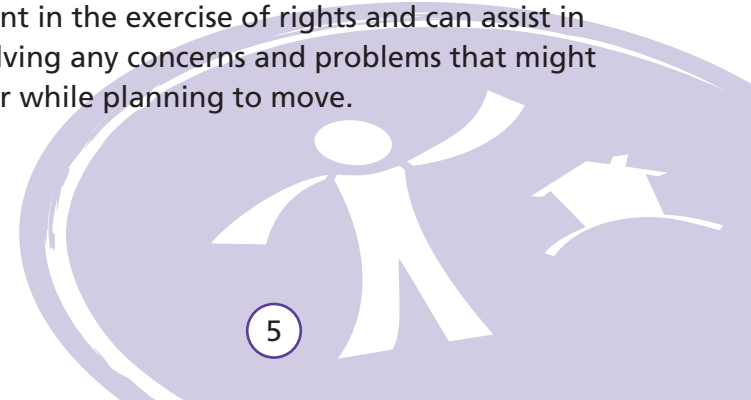 nt in the exercise of rights and can assist in
lving any concerns and problems that might
r while planning to move.
5